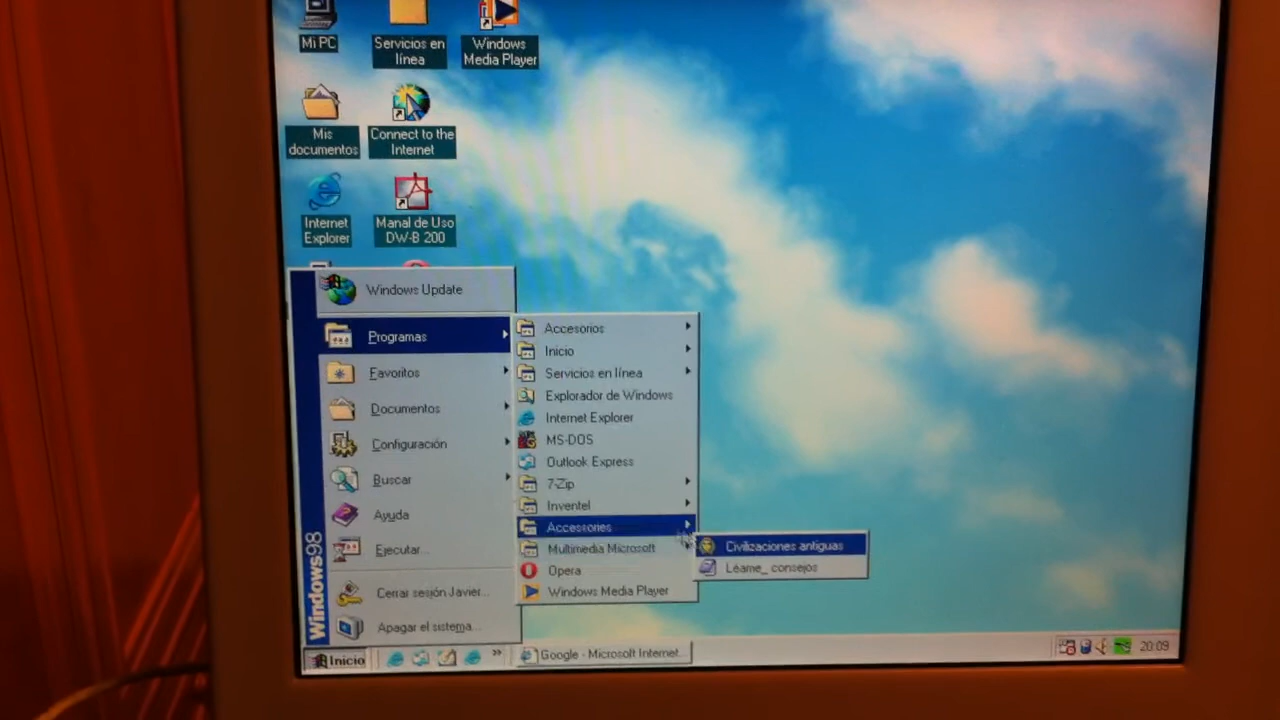 Mi PC
Servicios en
línea
Windows
Media Player
Mis
documentos
Connect to the
Internet
Internet
Explorer
Manal de Uso
DW-B 200
Windows Update
Programas
Favoritos
Documentos
Configuración
Buscar
Ayuda
Ejecutar...
Cerrar sesión Javier...
Apagar el sistema...
Windows98
Accesorios
Inicio
Servicios en línea
Explorador de Windows
Internet Explorer
MS-DOS
Outlook Express
7-Zip
Inventel
Accessories
Multimedia Microsoft
Opera
Windows Media Player
Civilizaciones antiguas
Léame_ consejos
Inicio
Google - Microsoft Internet...
20:09